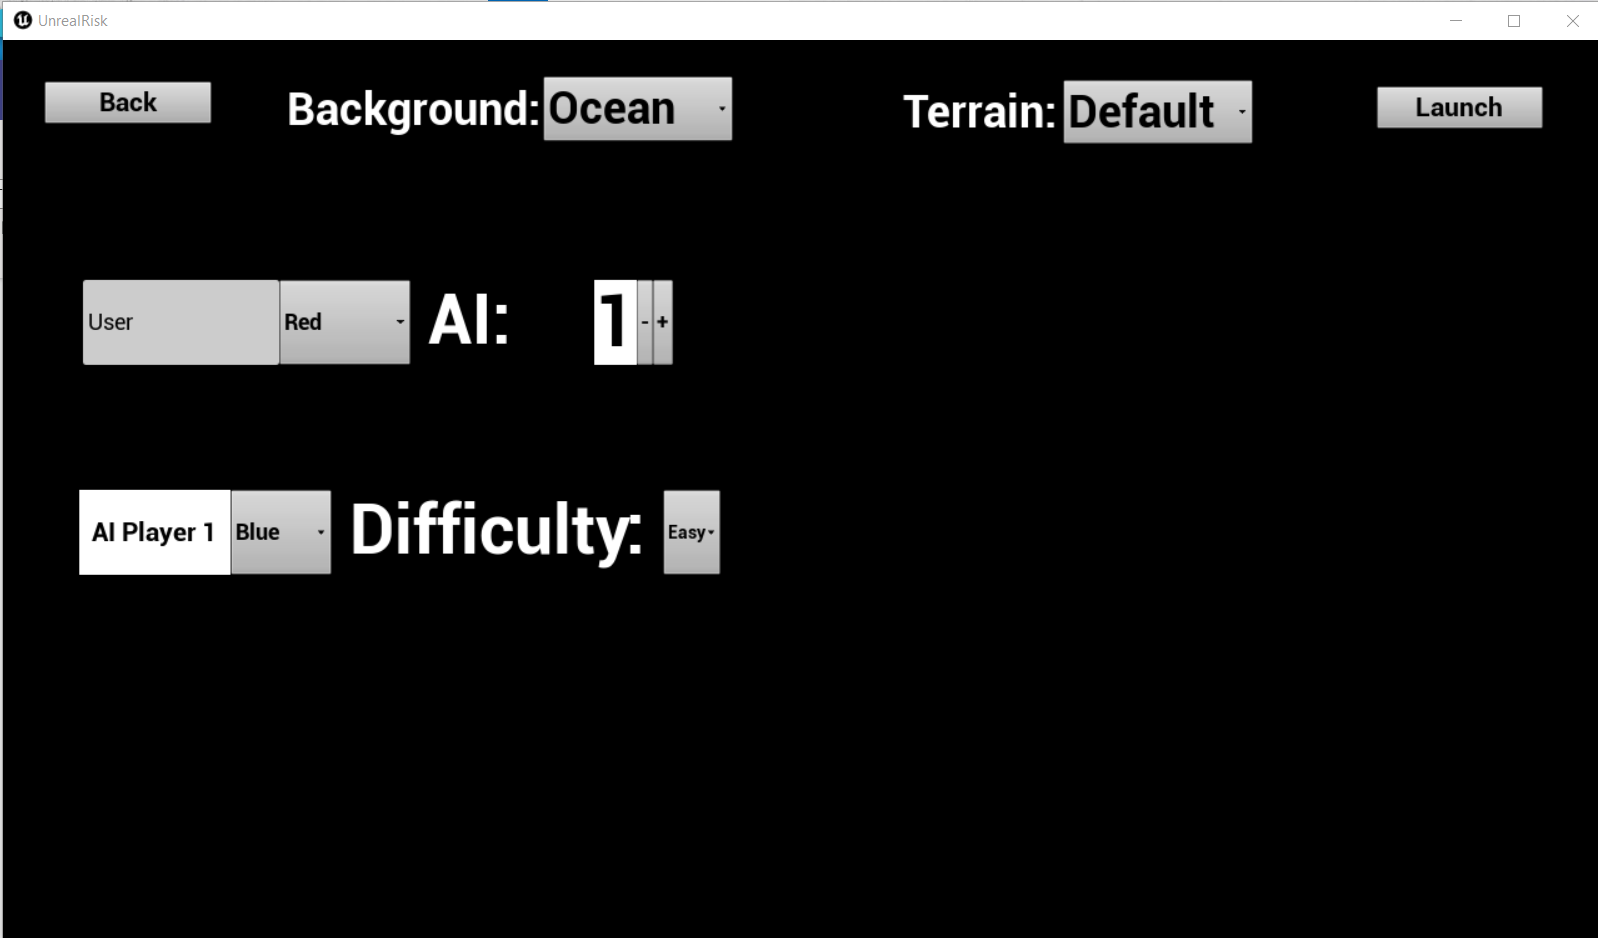 UnrealRisk
Back Background: Ocean Terrain: Default Launch
User Red AI: 1 - +
AI Player 1 Blue Difficulty: Easy